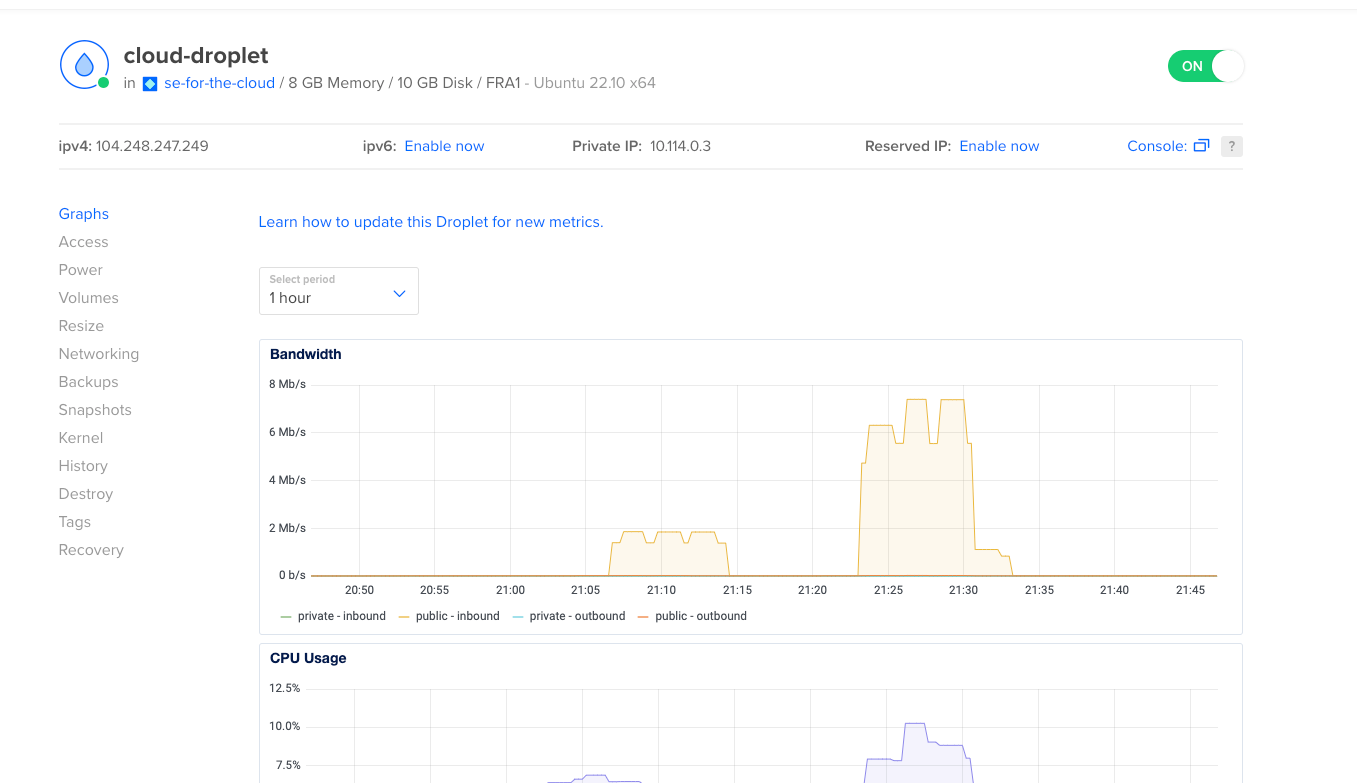 cloud-droplet
in se-for-the-cloud / 8 GB Memory / 10 GB Disk / FRA1 - Ubuntu 22.10 x64
ON
ipv4: 104.248.247.249 ipv6: Enable now Private IP: 10.114.0.3 Reserved IP: Enable now Console: ?
Graphs
Access
Power
Volumes
Resize
Networking
Backups
Snapshots
Kernel
History
Destroy
Tags
Recovery
Learn how to update this Droplet for new metrics.
Select period
1 hour
Bandwidth
8 Mb/s
6 Mb/s
4 Mb/s
2 Mb/s
0 b/s
20:50 20:55 21:00 21:05 21:10 21:15 21:20 21:25 21:30 21:35 21:40 21:45
private - inbound public - inbound private - outbound public - outbound
CPU Usage
12.5%
10.0%
7.5%